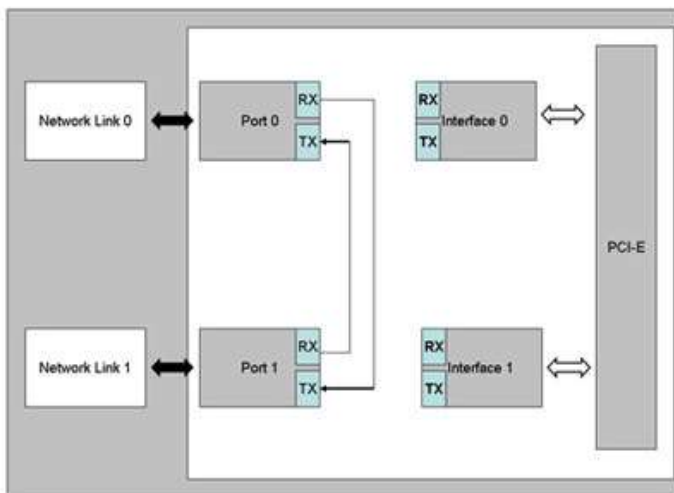 Network Link 0
Port 0
RX
TX
RX
TX
Interface 0
PCI-E
Network Link 1
Port 1
RX
TX
RX
TX
Interface 1